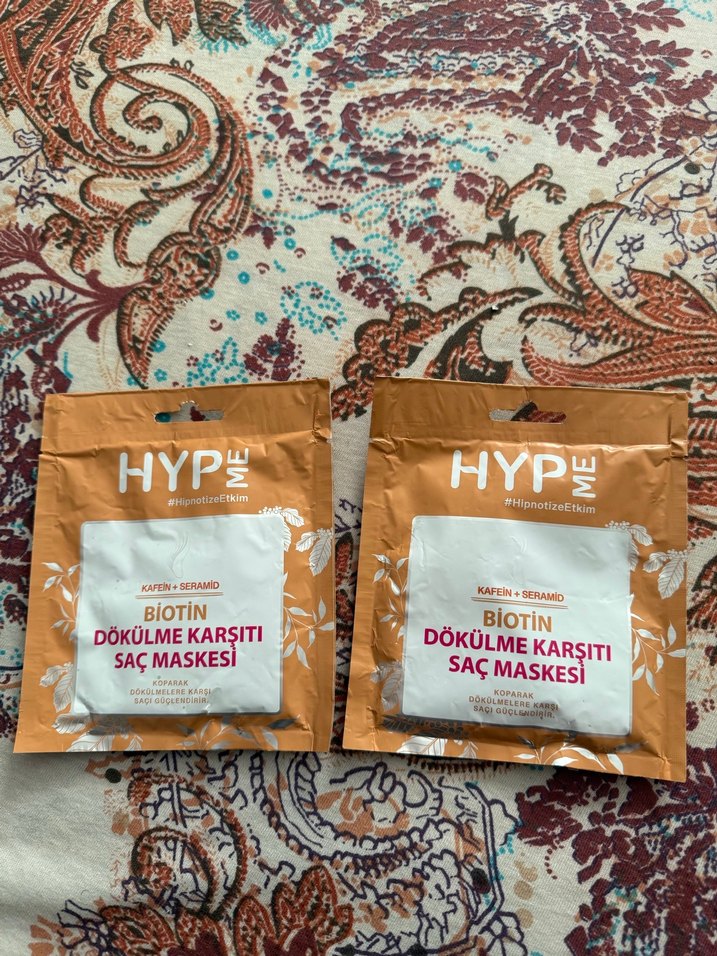 HYP ME
#HipnotizeEtkim
KAFEİN + SERAMİD
BİOTİN
DÖKÜLME KARŞITI
SAÇ MASKESİ
KOPARAK
DÖKÜLMELERE KARŞI
SAÇI GÜÇLENDİRİR.
HYP ME
#HipnotizeEtkim
KAFEİN + SERAMİD
BİOTİN
DÖKÜLME KARŞITI
SAÇ MASKESİ
KOPARAK
DÖKÜLMELERE KARŞI
SAÇI GÜÇLENDİRİR.